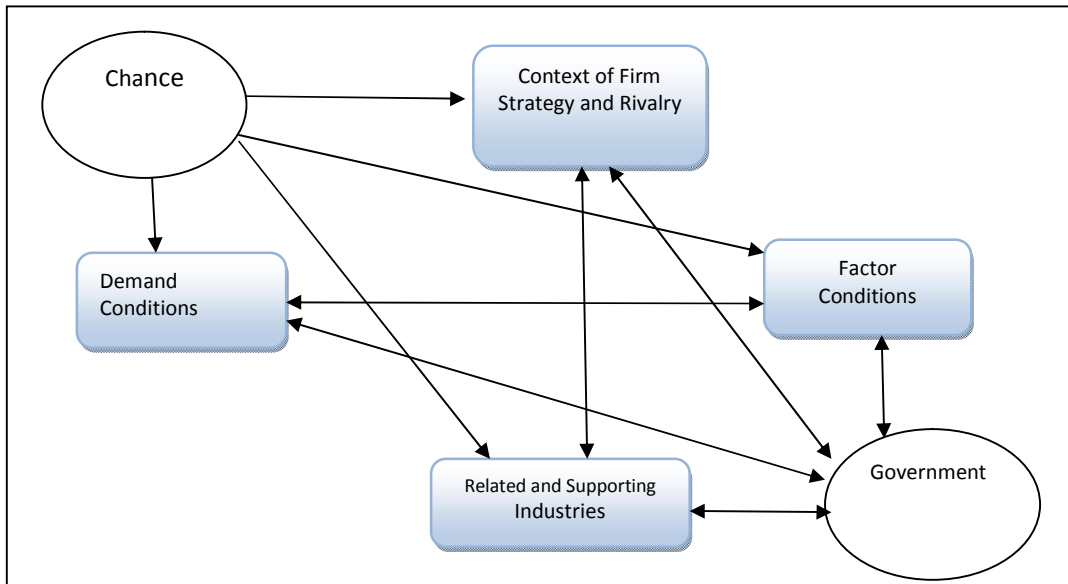 Chance
Context of Firm
Strategy and Rivalry
Demand
Conditions
Factor
Conditions
Related and Supporting
Industries
Government